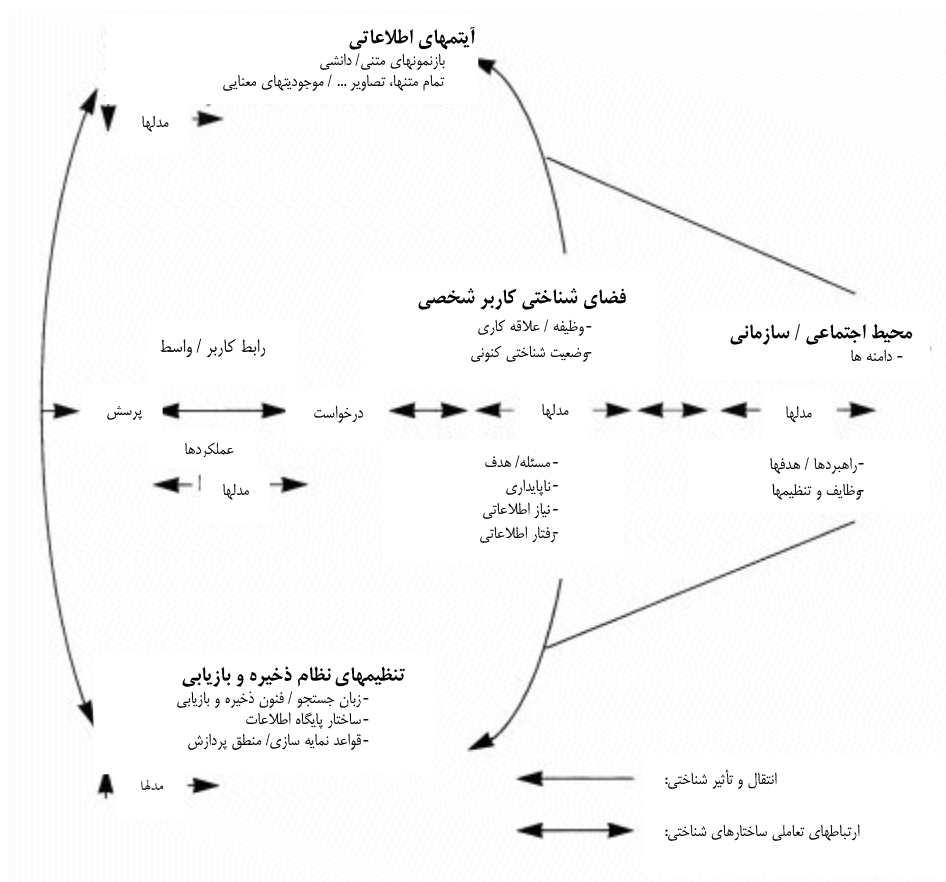 آیتمهای اطلاعاتی
بازنمونهای متنی/ دانشی
تمام متنها، تصاویر ... / موجودیتهای معنایی
مدلها
فضای شناختی کاربر شخصی
-وظیفه / علاقه کاری
-وضعیت شناختی کنونی
محیط اجتماعی / سازمانی
- دامنه ها
رابط کاربر / واسط
پرسش
درخواست
مدلها
مدلها
عملکردها
مدلها
-مسئله/ هدف
-ناپایداری
-نیاز اطلاعاتی
-رفتار اطلاعاتی
-راهبردها / هدفها
-وظایف و تنظیمها
تنظیمهای نظام ذخیره و بازیابی
-زبان جستجو / فنون ذخیره و بازیابی
-ساختار پایگاه اطلاعات
-قواعد نمایه سازی/ منطق پردازش
مدلها
انتقال و تأثیر شناختی:
ارتباطهای تعاملی ساختارهای شناختی: